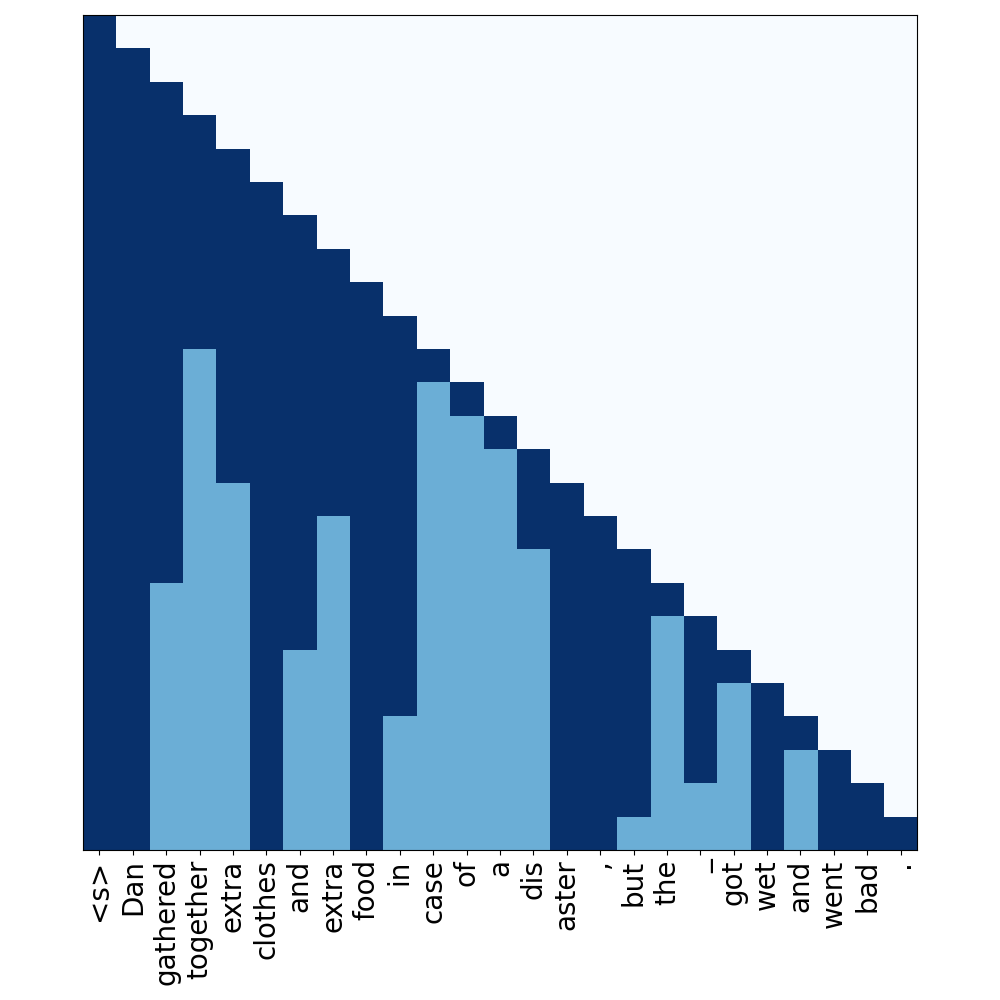 <s> Dan gathered together extra clothes and extra food in case of a dis aster , but the _ got wet and went bad .